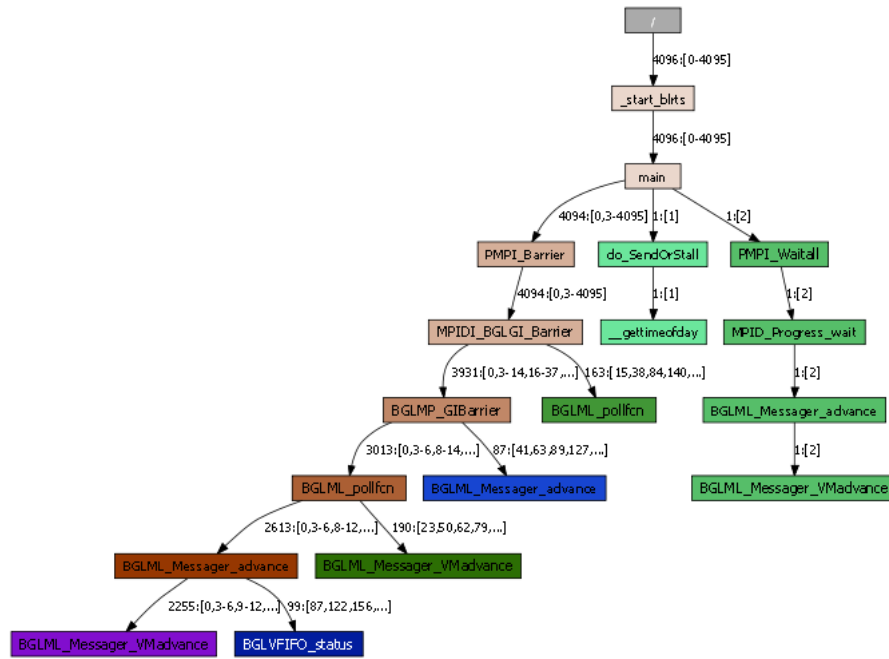 /
4096:[0-4095]
_start_blrts
4096:[0-4095]
main
4094:[0,3-4095]
1:[1]
1:[2]
PMPI_Barrier
do_SendOrStall
PMPI_Waitall
4094:[0,3-4095]
1:[1]
1:[2]
MPIDI_BGLGI_Barrier
__gettimeofday
MPID_Progress_wait
3931:[0,3-14,16-37,...]
163:[15,38,84,140,...]
1:[2]
BGLMP_GIBarrier
BGLML_pollfcn
BGLML_Messager_advance
3013:[0,3-6,8-14,...]
87:[41,63,89,127,...]
1:[2]
BGLML_pollfcn
BGLML_Messager_advance
BGLML_Messager_VMadvance
2613:[0,3-6,8-12,...]
190:[23,50,62,79,...]
BGLML_Messager_advance
BGLML_Messager_VMadvance
2255:[0,3-6,9-12,...]
99:[87,122,156,...]
BGLML_Messager_VMadvance
BGLVFIFO_status